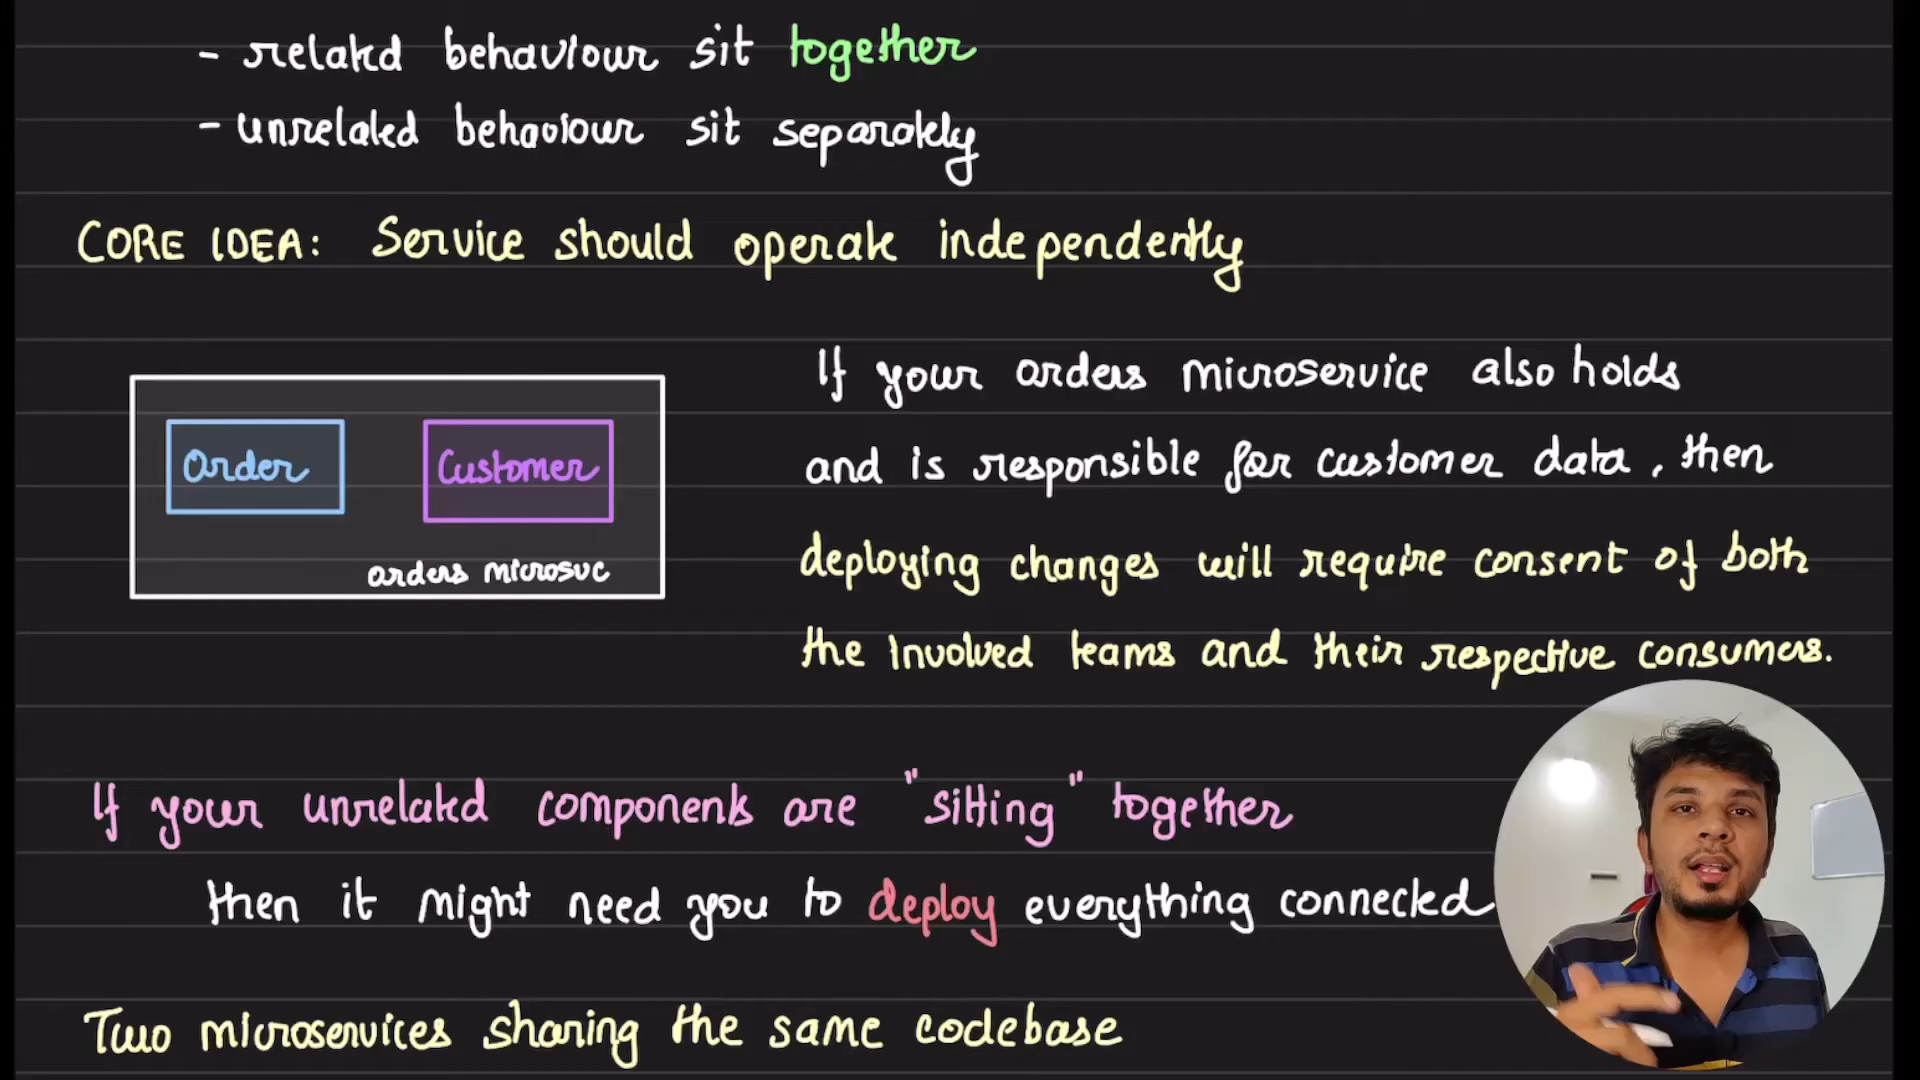 - related behaviour sit together
- unrelated behaviour sit separately
CORE IDEA: Service should operate independently
Order
Customer
orders microsvc
If your orders microservice also holds
and is responsible for customer data, then
deploying changes will require consent of both
the involved teams and their respective consumers.
If your unrelated components are "sitting" together
then it might need you to deploy everything connected
Two microservices sharing the same codebase